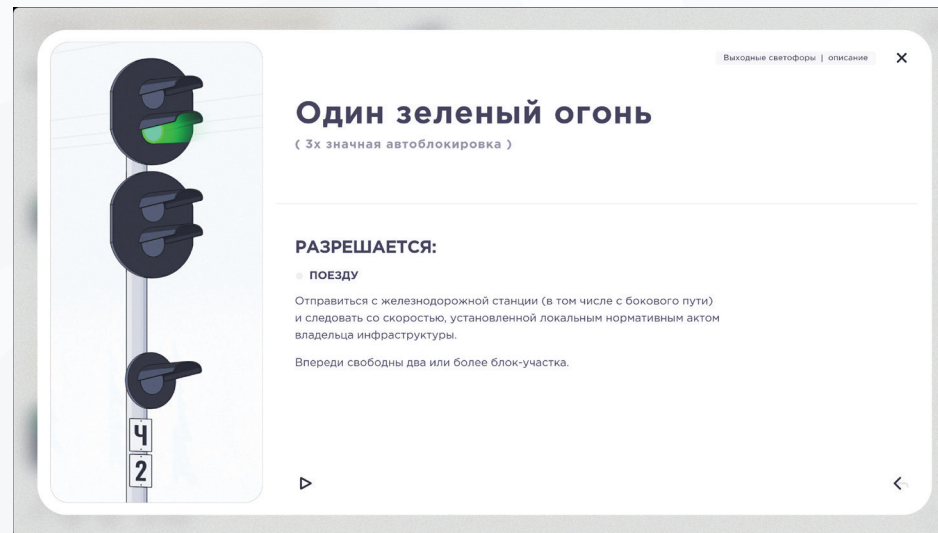 Выходные светофоры | описание
Один зеленый огонь
( 3х значная автоблокировка )
РАЗРЕШАЕТСЯ:
ПОЕЗДУ
Отправиться с железнодорожной станции (в том числе с бокового пути)
и следовать со скоростью, установленной локальным нормативным актом
владельца инфраструктуры.
Впереди свободны два или более блок-участка.
Ч
2